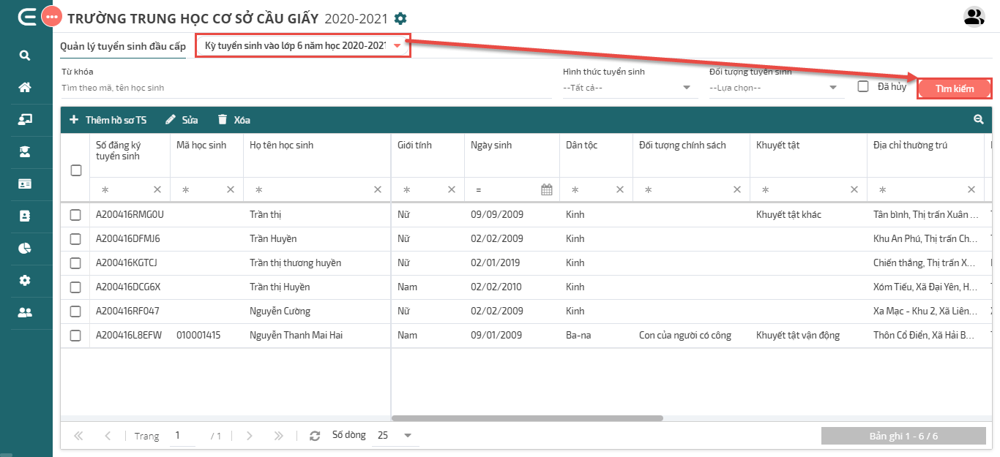 TRƯỜNG TRUNG HỌC CƠ SỞ CẦU GIẤY 2020-2021
Quản lý tuyển sinh đầu cấp
Kỳ tuyển sinh vào lớp 6 năm học 2020-2021
Từ khóa
Hình thức tuyển sinh
Đối tượng tuyển sinh
Tìm theo mã, tên học sinh
--Tất cả--
--Lựa chọn--
Đã hủy
Tìm kiếm
Thêm hồ sơ TS
Sửa
Xóa
Số đăng ký
tuyển sinh
Mã học sinh
Họ tên học sinh
Giới tính
Ngày sinh
Dân tộc
Đối tượng chính sách
Khuyết tật
Địa chỉ thường trú
=
A200416RMG0U Trần thị Nữ 09/09/2009 Kinh Khuyết tật khác Tân bình, Thị trấn Xuân ...
A200416DFMJ6 Trần Huyền Nữ 02/02/2009 Kinh Khu An Phú, Thị trấn Ch...
A200416KGTCJ Trần thị thương huyền Nữ 02/01/2019 Kinh Chiến thắng, Thị trấn X...
A200416DCG6X Trần thị Huyền Nam 02/02/2010 Kinh Xóm Tiếu, Xã Đại Yên, H...
A200416RF047 Nguyễn Cường Nữ 02/02/2009 Kinh Xa Mạc - Khu 2, Xã Liên...
A200416L8EFW 010001415 Nguyễn Thanh Mai Hai Nam 09/01/2009 Ba-na Con của người có công Khuyết tật vận động Thôn Cổ Điển, Xã Hải B...
Trang 1 / 1
Số dòng 25
Bản ghi 1 - 6 / 6